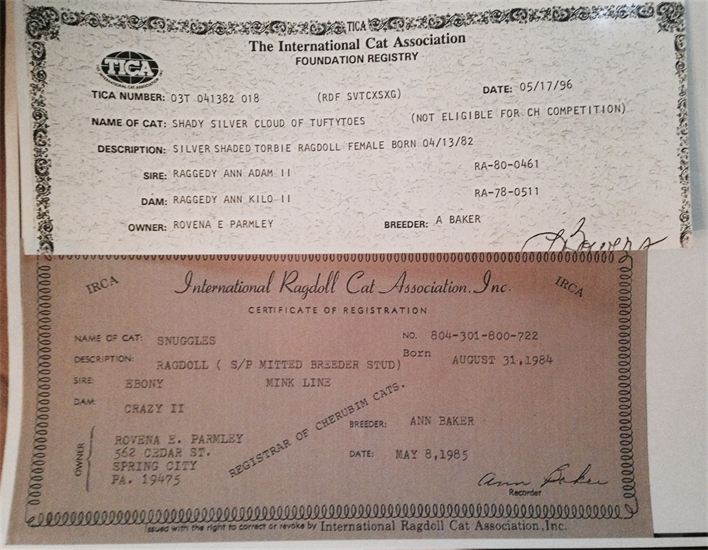 TICA
The International Cat Association
FOUNDATION REGISTRY
TICA
TICA NUMBER: 03T 041382 018 (RDF SVTCXSXG) DATE: 05/17/96
NAME OF CAT: SHADY SILVER CLOUD OF TUFTYTOES (NOT ELIGIBLE FOR CH COMPETITION)
DESCRIPTION: SILVER SHADED TORBIE RAGDOLL FEMALE BORN 04/13/82
SIRE: RAGGEDY ANN ADAM II RA-80-0461
DAM: RAGGEDY ANN KILO II RA-78-0511
OWNER: ROVENA E PARMLEY BREEDER: A BAKER
IRCA International Ragdoll Cat Association, Inc. IRCA
CERTIFICATE OF REGISTRATION
NAME OF CAT: SNUGGLES NO. 804-301-800-722
DESCRIPTION: RAGDOLL ( S/P MITTED BREEDER STUD) Born AUGUST 31,1984
SIRE: EBONY MINK LINE
DAM: CRAZY II
REGISTRAR OF CHERUBIM CATS.
BREEDER: ANN BAKER
OWNER ROVENA E. PARMLEY
562 CEDAR ST.
SPRING CITY
PA. 19475
DATE: MAY 8,1985
Ann Baker
Recorder
Issued with the right to correct or revoke by International Ragdoll Cat Association, Inc.